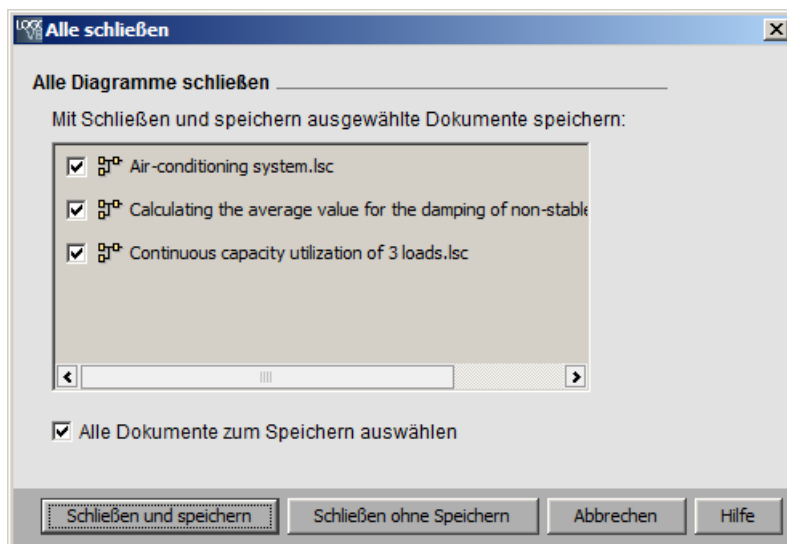 Alle schließen
Alle Diagramme schließen
Mit Schließen und speichern ausgewählte Dokumente speichern:
Air-conditioning system.lsc
Calculating the average value for the damping of non-stable
Continuous capacity utilization of 3 loads.lsc
Alle Dokumente zum Speichern auswählen
Schließen und speichern Schließen ohne Speichern Abbrechen Hilfe